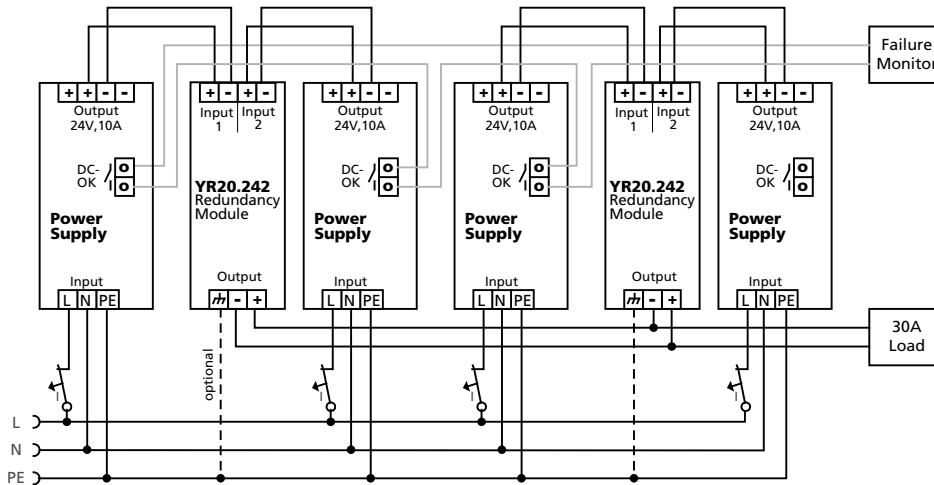 Failure
Monitor
+ + - -
Output
24V,10A
DC-
OK
Power
Supply
Input
L N PE
+ - + -
Input
1
Input
2
YR20.242
Redundancy
Module
Output
- +
optional
+ + - -
Output
24V,10A
DC-
OK
Power
Supply
Input
L N PE
+ + - -
Output
24V,10A
DC-
OK
Power
Supply
Input
L N PE
+ - + -
Input
1
Input
2
YR20.242
Redundancy
Module
Output
- +
+ + - -
Output
24V,10A
DC-
OK
Power
Supply
Input
L N PE
30A
Load
I
I
I
I
L
N
PE